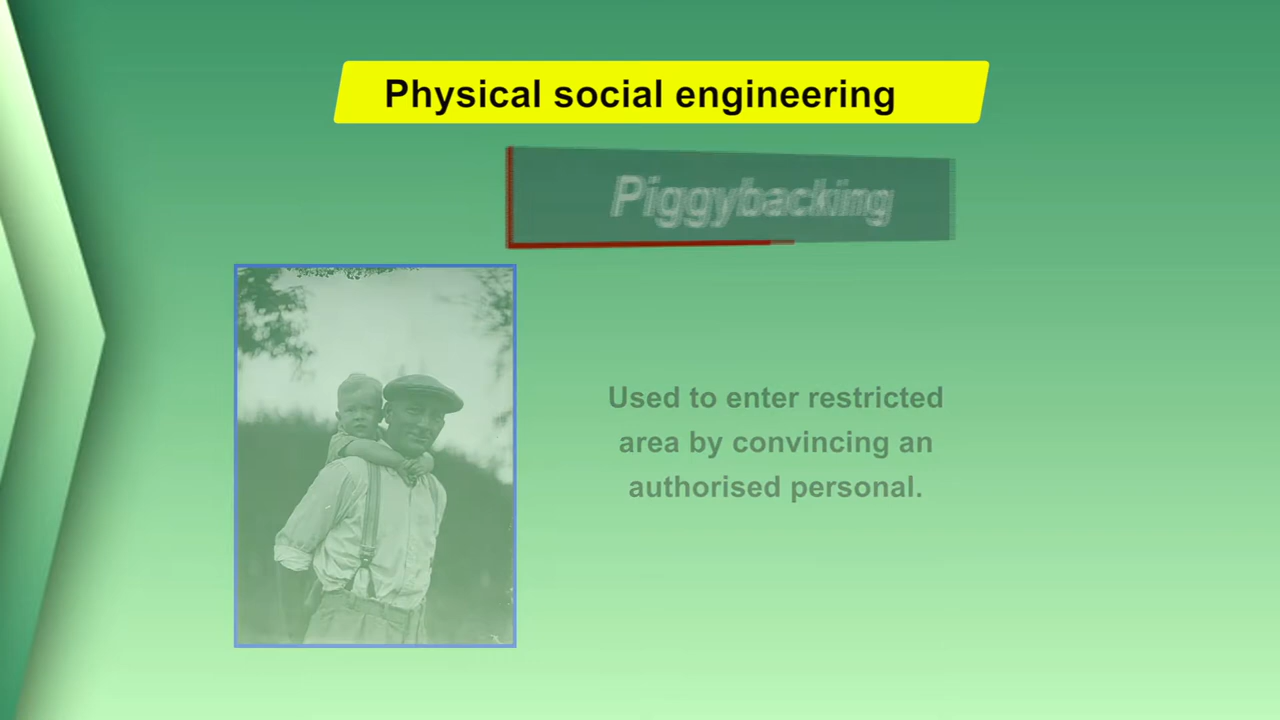 Physical social engineering
Piggybacking
Used to enter restricted
area by convincing an
authorised personal.